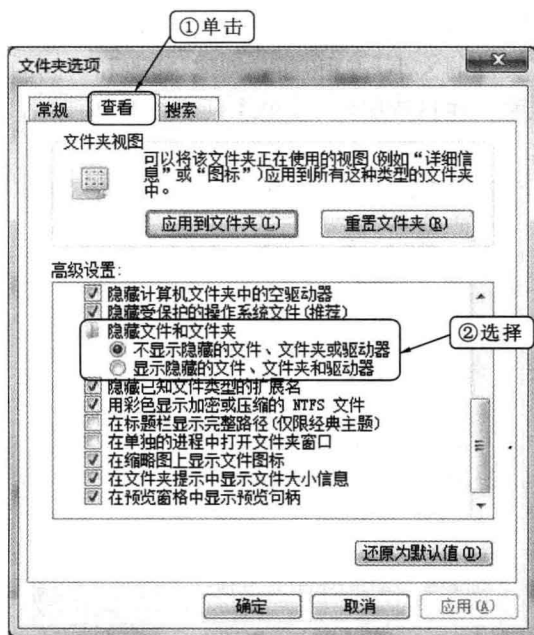 ①单击
文件夹选项
常规 查看 搜索
文件夹视图
可以将该文件夹正在使用的视图(例如“详细信
息”或“图标”)应用到所有这种类型的文件夹
中。
应用到文件夹(L) 重置文件夹(R)
高级设置:
隐藏计算机文件夹中的空驱动器
隐藏受保护的操作系统文件(推荐)
隐藏文件和文件夹
②选择
不显示隐藏的文件、文件夹或驱动器
显示隐藏的文件、文件夹和驱动器
隐藏已知文件类型的扩展名
用彩色显示加密或压缩的 NTFS 文件
在标题栏显示完整路径(仅限经典主题)
在单独的进程中打开文件夹窗口
在缩略图上显示文件图标
在文件夹提示中显示文件大小信息
在预览窗格中显示预览句柄
还原为默认值(D)
确定 取消 应用(A)